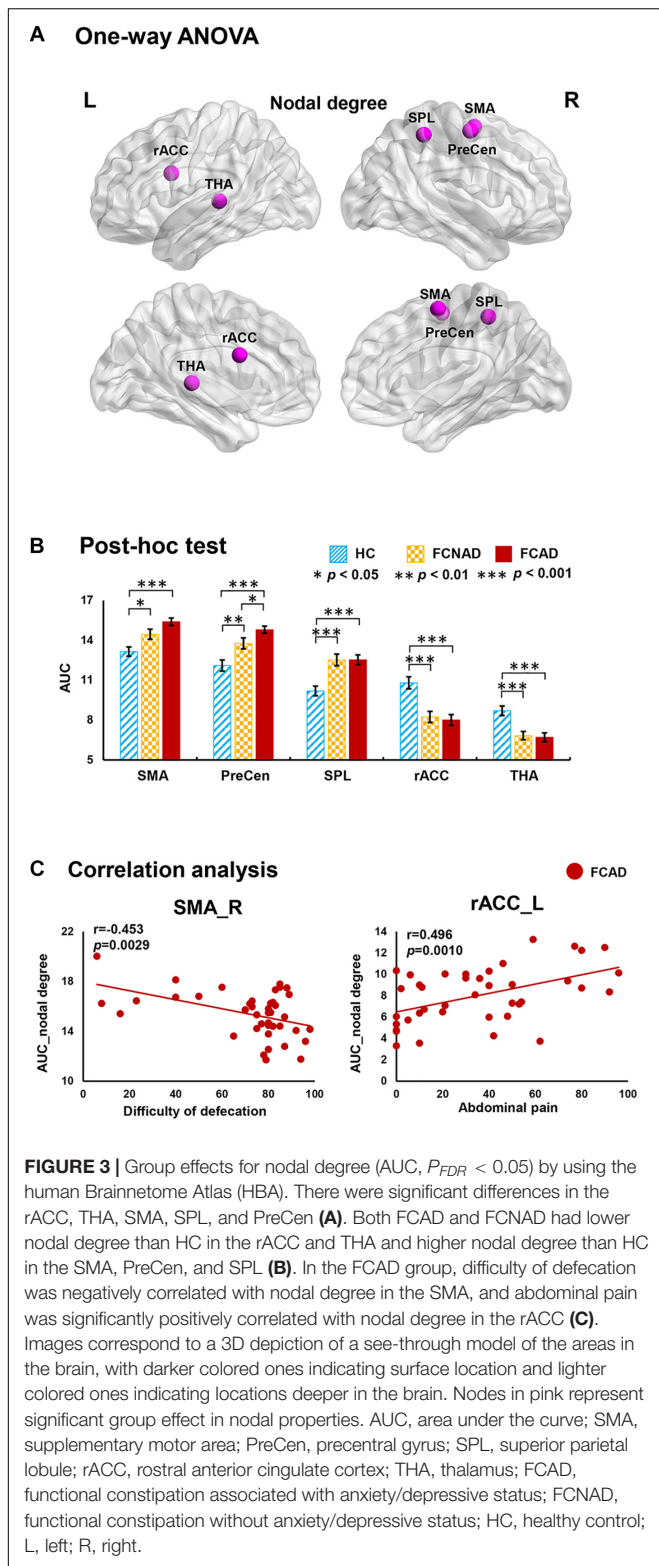 A One-way ANOVA
L Nodal degree R
rACC
THA
SPL
SMA
PreCen
rACC
THA
SMA
PreCen
SPL
B Post-hoc test
HC FCNAD FCAD
* p < 0.05 ** p < 0.01 *** p < 0.001
AUC
17
14
11
8
5
***
*
***
**
*
***
***
***
***
***
***
SMA PreCen SPL rACC THA
C Correlation analysis
FCAD
SMA_R
r=-0.453
p=0.0029
AUC_nodal degree
22
18
14
10
0 20 40 60 80 100
Difficulty of defecation
rACC_L
r=0.496
p=0.0010
AUC_nodal degree
14
12
10
8
6
4
2
0
0 20 40 60 80 100
Abdominal pain
FIGURE 3 | Group effects for nodal degree (AUC, PFDR < 0.05) by using the
human Brainnetome Atlas (HBA). There were significant differences in the
rACC, THA, SMA, SPL, and PreCen (A). Both FCAD and FCNAD had lower
nodal degree than HC in the rACC and THA and higher nodal degree than HC
in the SMA, PreCen, and SPL (B). In the FCAD group, difficulty of defecation
was negatively correlated with nodal degree in the SMA, and abdominal pain
was significantly positively correlated with nodal degree in the rACC (C).
Images correspond to a 3D depiction of a see-through model of the areas in
the brain, with darker colored ones indicating surface location and lighter
colored ones indicating locations deeper in the brain. Nodes in pink represent
significant group effect in nodal properties. AUC, area under the curve; SMA,
supplementary motor area; PreCen, precentral gyrus; SPL, superior parietal
lobule; rACC, rostral anterior cingulate cortex; THA, thalamus; FCAD,
functional constipation associated with anxiety/depressive status; FCNAD,
functional constipation without anxiety/depressive status; HC, healthy control;
L, left; R, right.